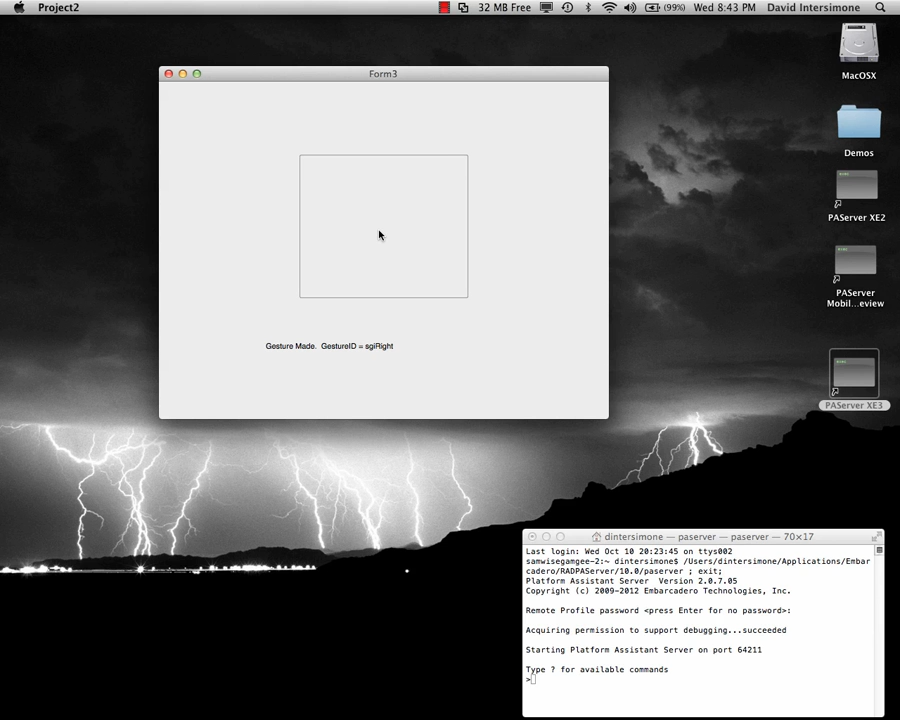 Project2
32 MB Free
(99%)
Wed 8:43 PM
David Intersimone
Form3
Gesture Made.  GestureID = sgiRight
MacOSX
Demos
PAServer XE2
PAServer
Mobil...eview
PAServer XE3
dintersimone — paserver — paserver — 70×17
Last login: Wed Oct 10 20:23:45 on ttys002
samwisegamgee-2:~ dintersimone$ /Users/dintersimone/Applications/Embar
cadero/RADPAServer/10.0/paserver ; exit;
Platform Assistant Server  Version 2.0.7.05
Copyright (c) 2009-2012 Embarcadero Technologies, Inc.
Remote Profile password <press Enter for no password>:
Acquiring permission to support debugging...succeeded
Starting Platform Assistant Server on port 64211
Type ? for available commands
>